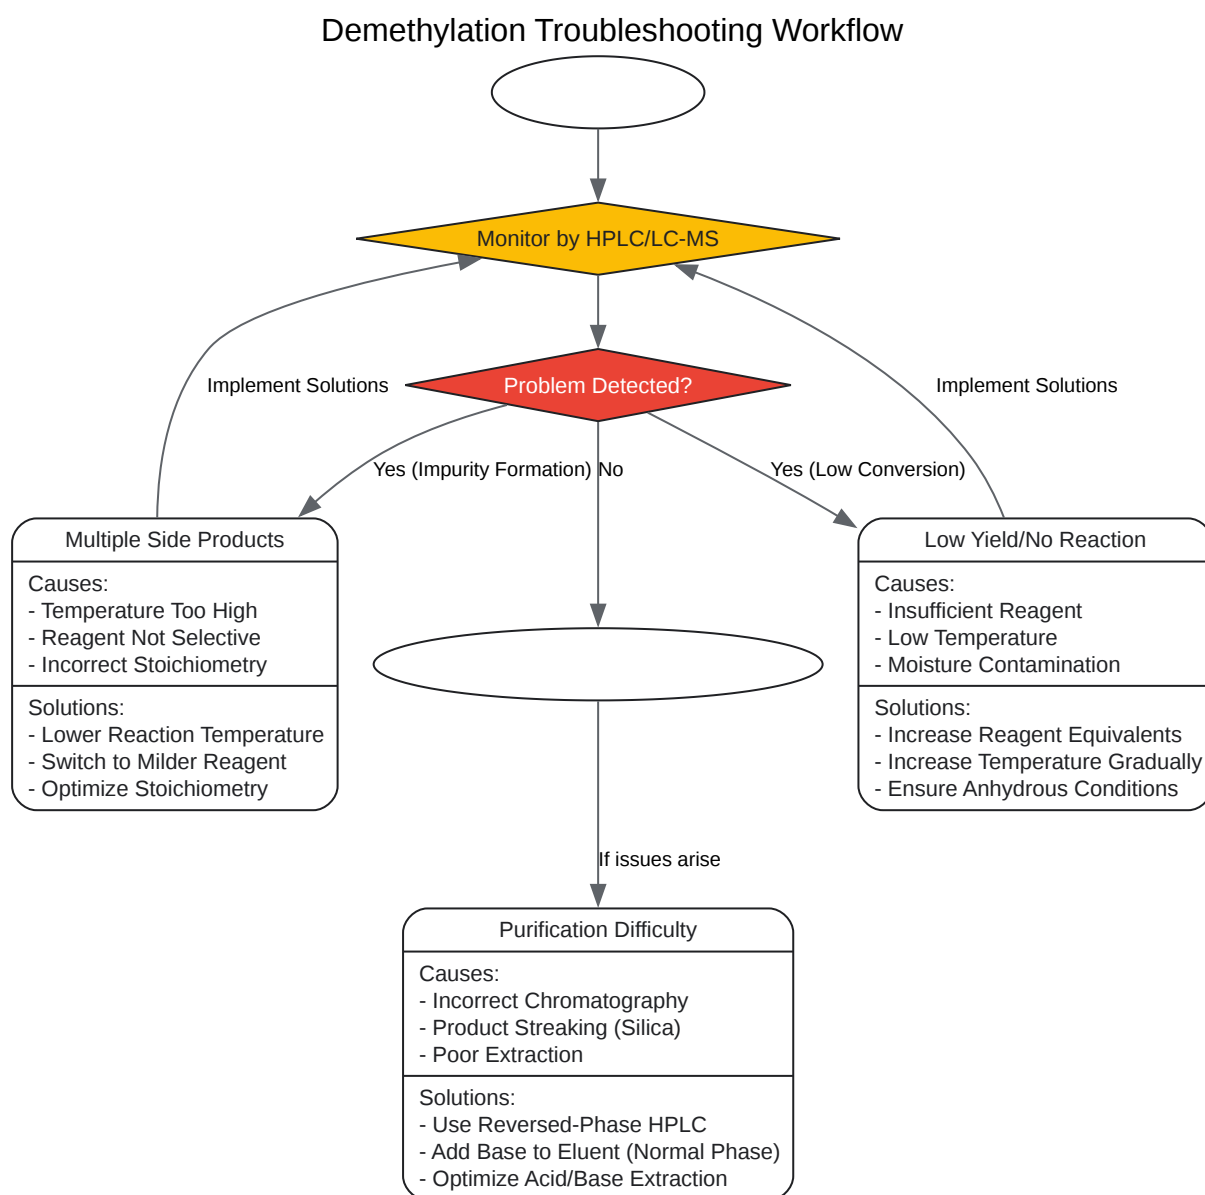 Demethylation Troubleshooting Workflow
Monitor by HPLC/LC-MS
Implement Solutions
Problem Detected?
Implement Solutions
Yes (Impurity Formation)
No
Yes (Low Conversion)
Multiple Side Products
Causes:
- Temperature Too High
- Reagent Not Selective
- Incorrect Stoichiometry
Solutions:
- Lower Reaction Temperature
- Switch to Milder Reagent
- Optimize Stoichiometry
Low Yield/No Reaction
Causes:
- Insufficient Reagent
- Low Temperature
- Moisture Contamination
Solutions:
- Increase Reagent Equivalents
- Increase Temperature Gradually
- Ensure Anhydrous Conditions
If issues arise
Purification Difficulty
Causes:
- Incorrect Chromatography
- Product Streaking (Silica)
- Poor Extraction
Solutions:
- Use Reversed-Phase HPLC
- Add Base to Eluent (Normal Phase)
- Optimize Acid/Base Extraction